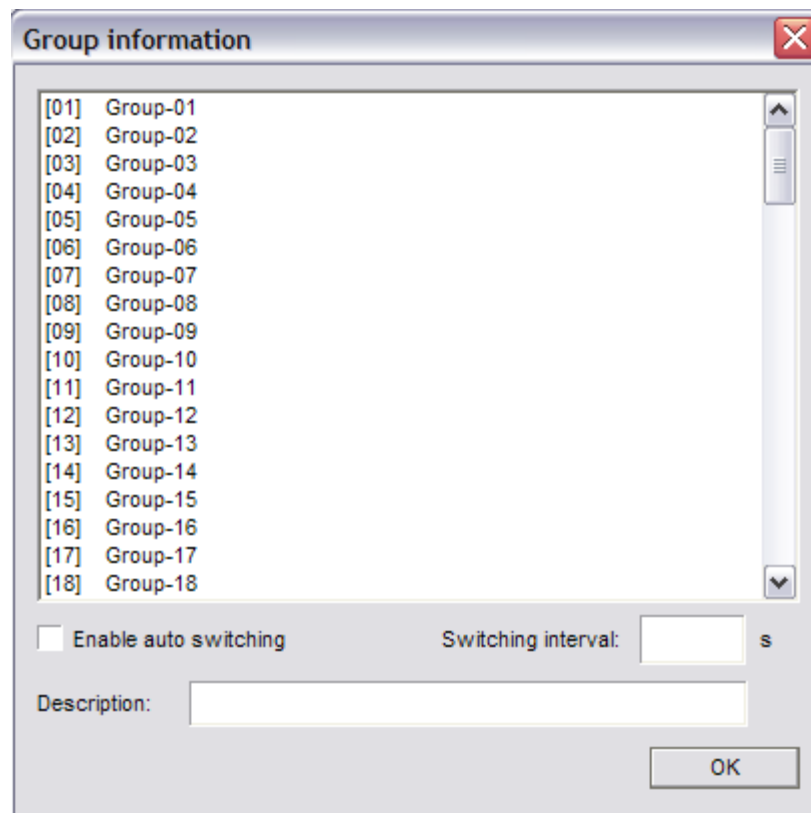 Group information
[01] Group-01
[02] Group-02
[03] Group-03
[04] Group-04
[05] Group-05
[06] Group-06
[07] Group-07
[08] Group-08
[09] Group-09
[10] Group-10
[11] Group-11
[12] Group-12
[13] Group-13
[14] Group-14
[15] Group-15
[16] Group-16
[17] Group-17
[18] Group-18
Enable auto switching Switching interval: s
Description:
OK